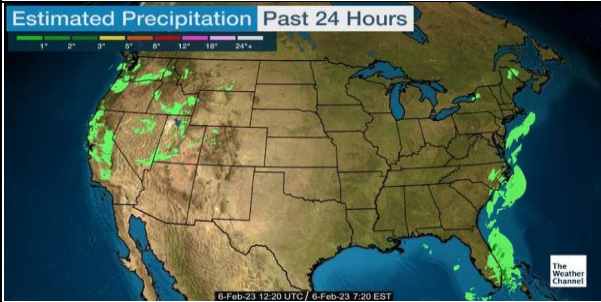 Estimated Precipitation Past 24 Hours
1" 2" 3" 5" 8" 12" 18" 24"+
The
Weather
Channel
6-Feb-23 12:20 UTC / 6-Feb-23 7:20 EST